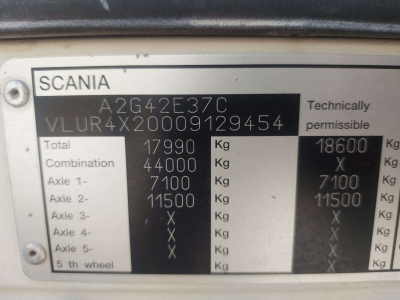 SCANIA
A2G42E37C
VLUR4X20009129454
Technically permissible
Total 17990 Kg 18600 Kg
Combination 44000 Kg X Kg
Axle 1- 7100 Kg 7100 Kg
Axle 2- 11500 Kg 11500 Kg
Axle 3- X Kg X Kg
Axle 4- X Kg X Kg
Axle 5- X Kg X Kg
5 th wheel X Kg Kg